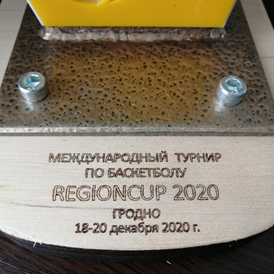 МЕЖДУНАРОДНЫЙ ТУРНИР
ПО БАСКЕТБОЛУ
REGIONCUP 2020
ГРОДНО
18-20 декабря 2020 г.